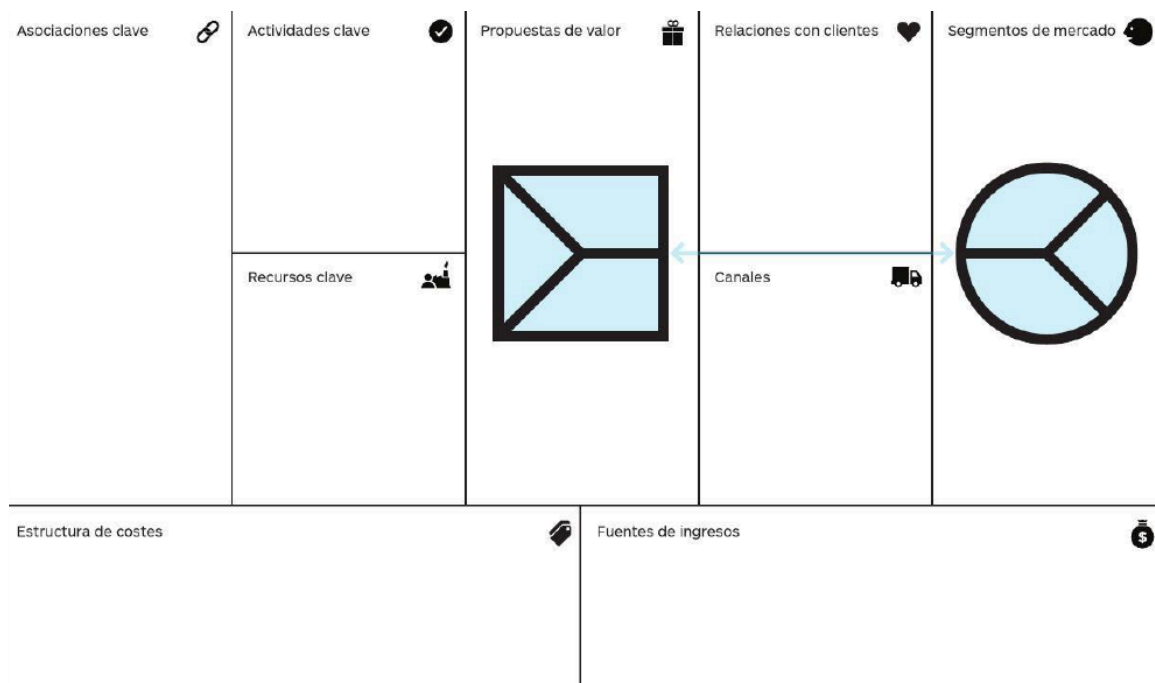 Asociaciones clave
Actividades clave
Propuestas de valor
Relaciones con clientes
Segmentos de mercado
Recursos clave
Canales
Estructura de costes
Fuentes de ingresos
$